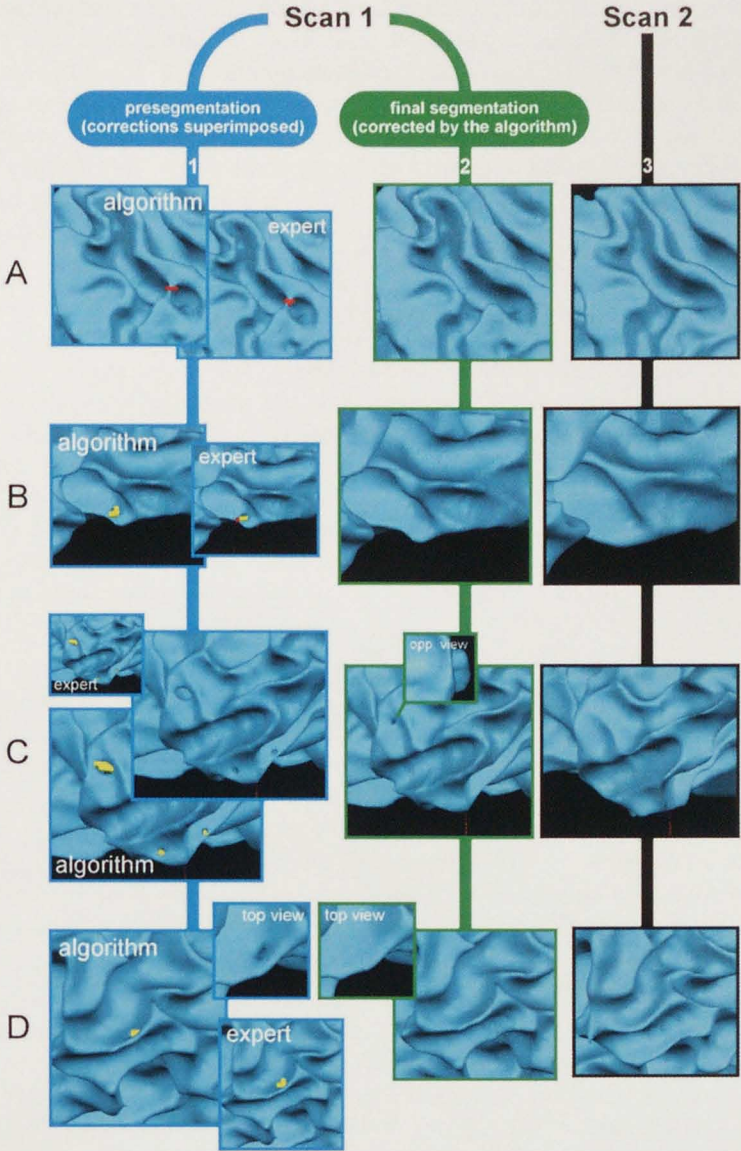 Scan 1
Scan 2
presegmentation
(corrections superimposed)
final segmentation
(corrected by the algorithm)
1
2
3
A
algorithm
expert
B
algorithm
expert
C
expert
algorithm
opp. view
D
algorithm
top view
expert
top view